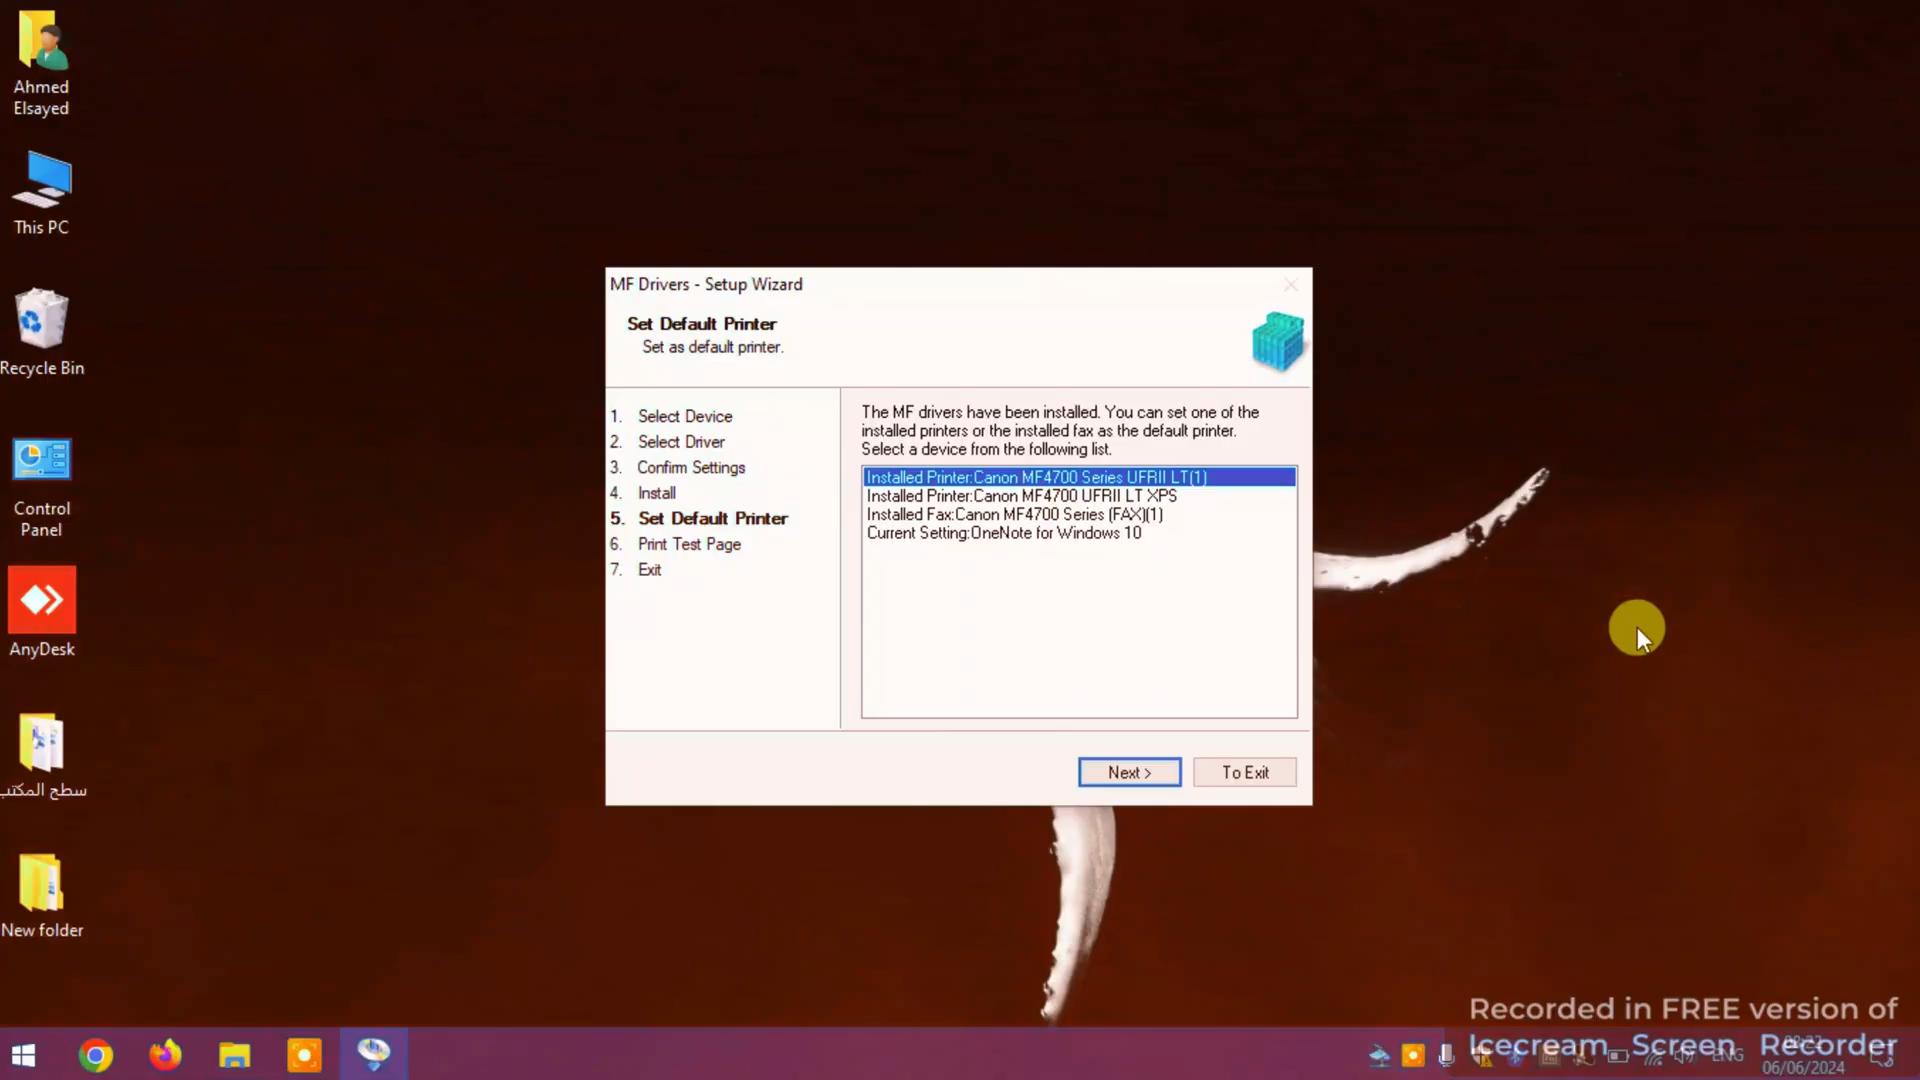 Ahmed
Elsayed
This PC
Recycle Bin
Control
Panel
AnyDesk
سطح المكتب
New folder
MF Drivers - Setup Wizard
Set Default Printer
Set as default printer.
1. Select Device
2. Select Driver
3. Confirm Settings
4. Install
5. Set Default Printer
6. Print Test Page
7. Exit
The MF drivers have been installed. You can set one of the
installed printers or the installed fax as the default printer.
Select a device from the following list.
Installed Printer:Canon MF4700 Series UFRII LT(1)
Installed Printer:Canon MF4700 UFRII LT XPS
Installed Fax:Canon MF4700 Series (FAX)(1)
Current Setting:OneNote for Windows 10
Next >
To Exit
Recorded in FREE version of
Icecream Screen Recorder
ENG
06/06/2024